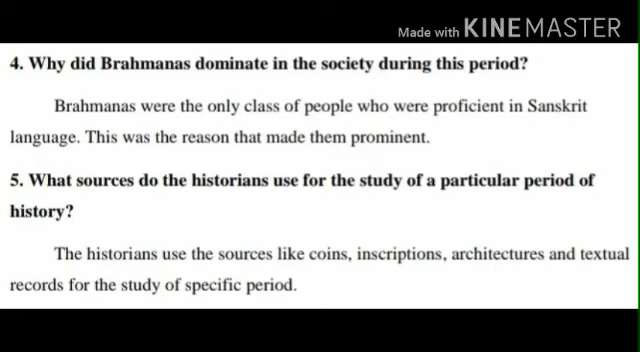 Made with KINEMASTER
4. Why did Brahmanas dominate in the society during this period?
Brahmanas were the only class of people who were proficient in Sanskrit
language. This was the reason that made them prominent.
5. What sources do the historians use for the study of a particular period of
history?
The historians use the sources like coins, inscriptions, architectures and textual
records for the study of specific period.